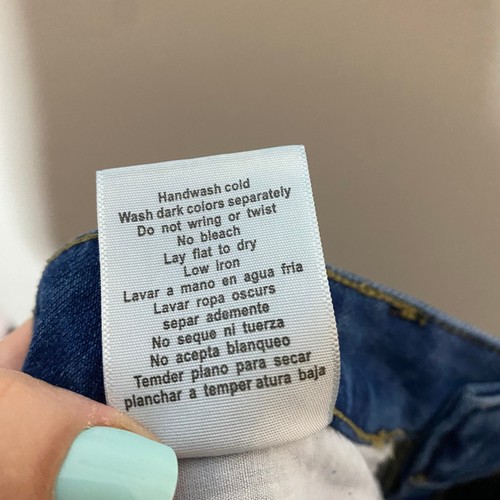 Handwash cold
Wash dark colors separately
Do not wring or twist
No bleach
Lay flat to dry
Low iron
Lavar a mano en agua fria
Lavar ropa oscurs
separ ademente
No seque ni tuerza
No acepta blanqueo
Temder plano para secar
planchar a temper atura baja